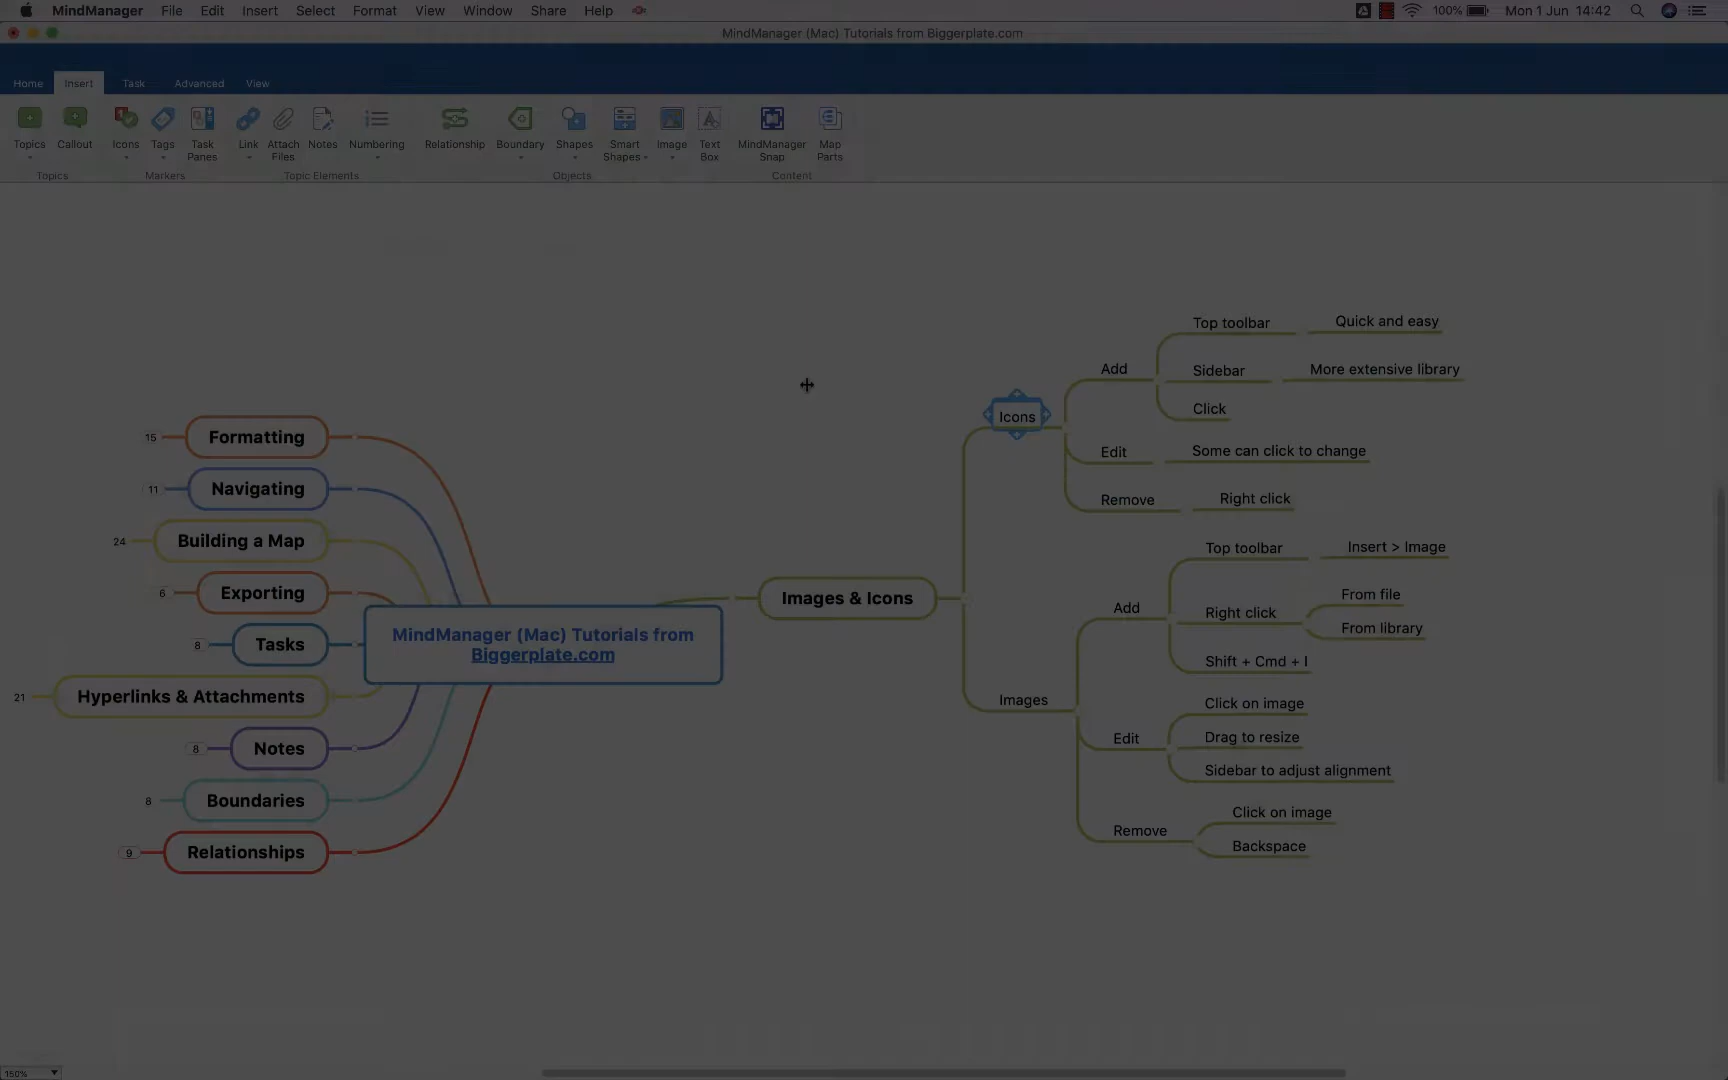 MindManager File Edit Insert Select Format View Window Share Help 100% Mon 1 Jun 14:42
MindManager (Mac) Tutorials from Biggerplate.com
Home Insert Task Advanced View
Topics Callout Icons Tags Task Panes Link Attach Files Notes Numbering Relationship Boundary Shapes Smart Shapes Image Text Box MindManager Snap Map Parts
Topics Markers Topic Elements Objects Content
15 Formatting
11 Navigating
24 Building a Map
6 Exporting
8 Tasks
21 Hyperlinks & Attachments
8 Notes
8 Boundaries
9 Relationships
MindManager (Mac) Tutorials from
Biggerplate.com
Images & Icons
Icons
Add
Top toolbar
Quick and easy
Sidebar
More extensive library
Click
Edit
Some can click to change
Remove
Right click
Images
Add
Top toolbar
Insert > Image
Right click
From file
From library
Shift + Cmd + I
Edit
Click on image
Drag to resize
Sidebar to adjust alignment
Remove
Click on image
Backspace
150%